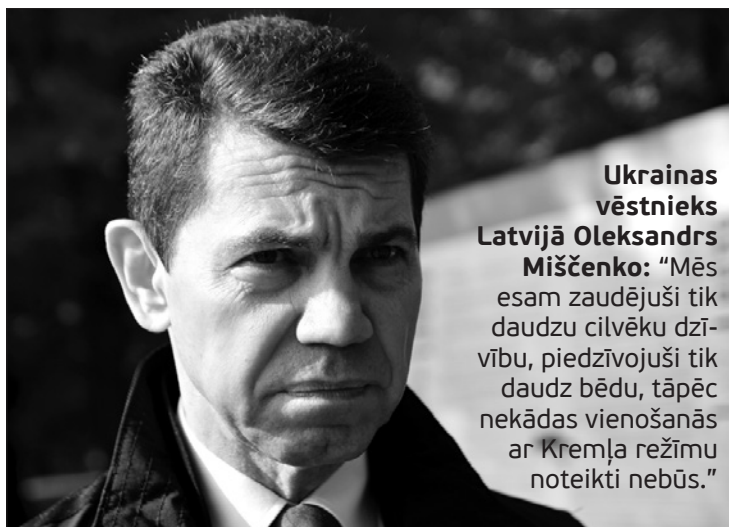 Ukrainas
vēstnieks
Latvijā Oleksandrs
Miščenko: “Mēs
esam zaudējuši tik
daudzu cilvēku dzī-
vību, piedzīvojuši tik
daudz bēdu, tāpēc
nekādas vienošanās
ar Kremļa režīmu
noteikti nebūs.”